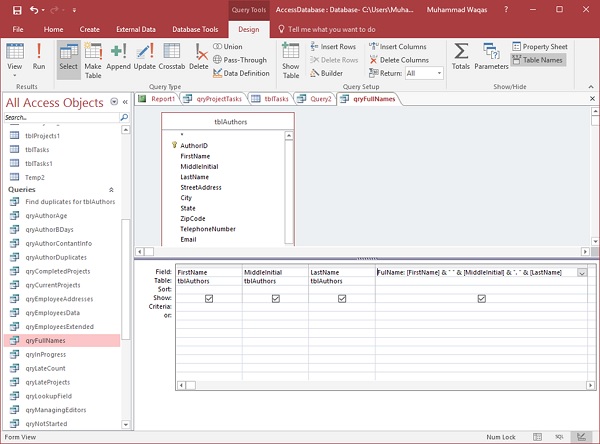 Query Tools
AccessDatabase : Database- C:\Users\Muha...
Muhammad Waqas
File Home Create External Data Database Tools Design Tell me what you want to do
View Run Select Make Table Append Update Crosstab Delete
Union
Pass-Through
Data Definition
Show Table
Insert Rows
Delete Rows
Builder
Insert Columns
Delete Columns
Return: All
Totals Parameters
Property Sheet
Table Names
Results Query Type Query Setup Show/Hide
All Access Objects
Search...
tblProjects1
tblTasks
tblTasks1
Temp2
Queries
Find duplicates for tblAuthors
qryAuthorAge
qryAuthorBDays
qryAuthorContantInfo
qryAuthorDuplicates
qryCompletedProjects
qryCurrentProjects
qryEmployeeAddresses
qryEmployeesData
qryEmployeesExtended
qryFullNames
qryInProgress
qryLateCount
qryLateProjects
qryLookupField
qryManagingEditors
qryNotStarted
Report1 qryProjectTasks tblTasks Query2 qryFullNames
tblAuthors
*
AuthorID
FirstName
MiddleInitial
LastName
StreetAddress
City
State
ZipCode
TelephoneNumber
Email
Field: FirstName MiddleInitial LastName FulName: [FirstName] & " " & [MiddleInitial] & ". " & [LastName]
Table: tblAuthors tblAuthors tblAuthors
Sort:
Show:
Criteria:
or:
Form View
Num Lock
SQL